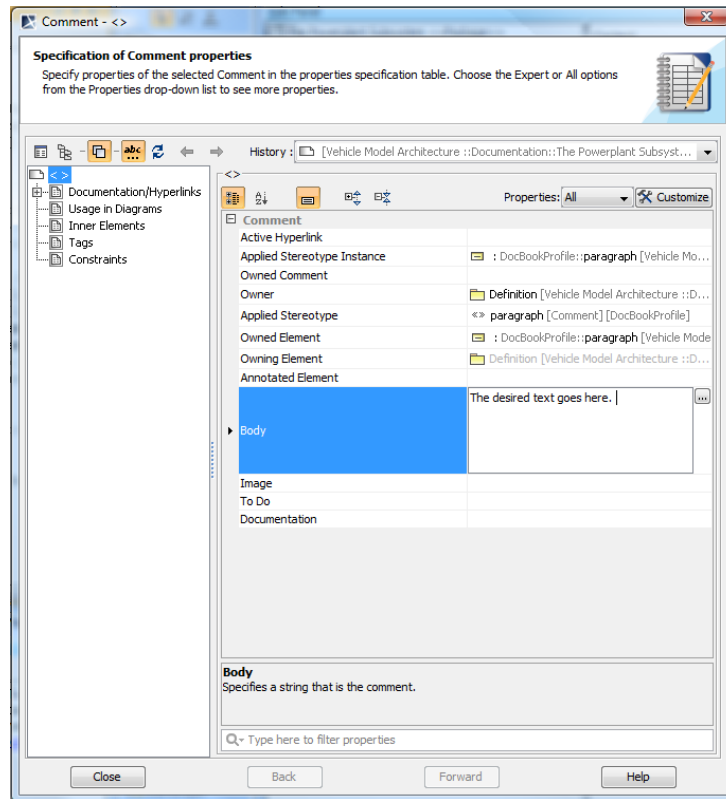 Comment - <>
Specification of Comment properties
Specify properties of the selected Comment in the properties specification table. Choose the Expert or All options
from the Properties drop-down list to see more properties.
abc
History : [Vehicle Model Architecture ::Documentation::The Powerplant Subsyst...
< >
Documentation/Hyperlinks
Usage in Diagrams
Inner Elements
Tags
Constraints
<>
Properties: All Customize
Comment
Active Hyperlink
Applied Stereotype Instance : DocBookProfile::paragraph [Vehicle Mo...
Owned Comment
Owner Definition [Vehicle Model Architecture ::D...
Applied Stereotype «» paragraph [Comment] [DocBookProfile]
Owned Element : DocBookProfile::paragraph [Vehicle Mode
Owning Element Definition [Vehicle Model Architecture ::D...
Annotated Element
Body The desired text goes here.
...
Image
To Do
Documentation
Body
Specifies a string that is the comment.
Type here to filter properties
Close Back Forward Help